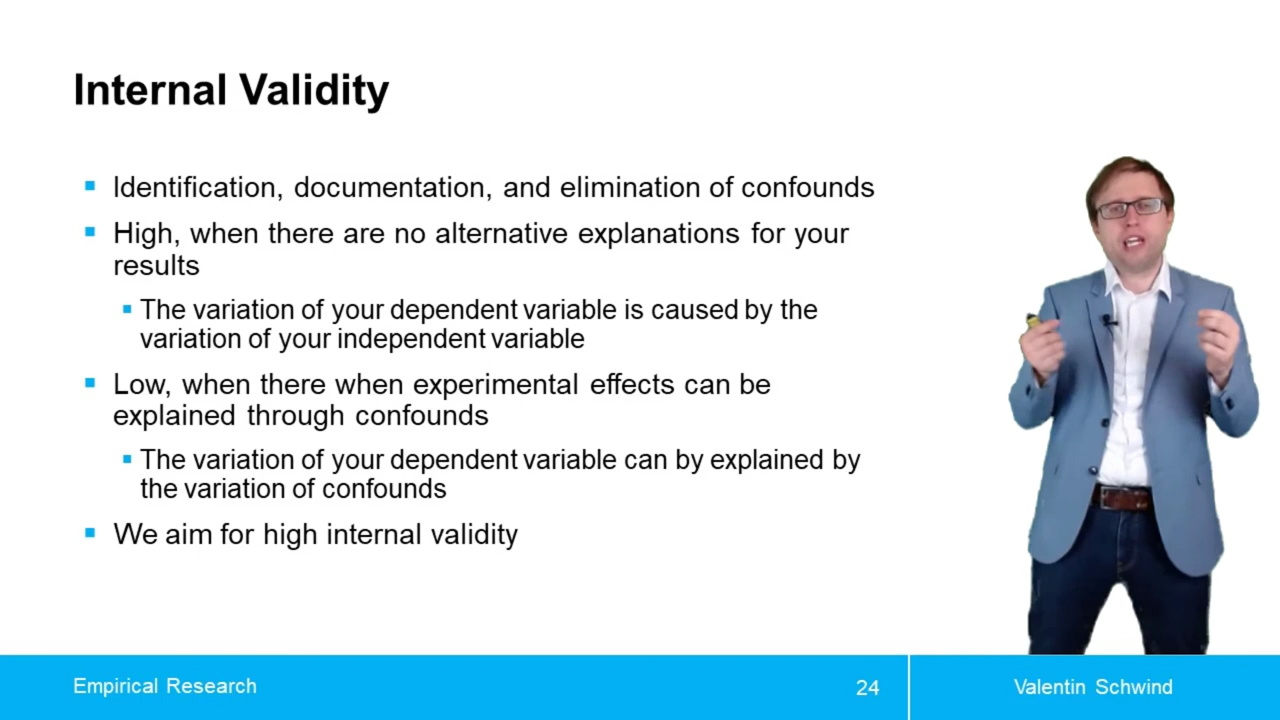 Internal Validity
Identification, documentation, and elimination of confounds
High, when there are no alternative explanations for your
results
The variation of your dependent variable is caused by the
variation of your independent variable
Low, when there when experimental effects can be
explained through confounds
The variation of your dependent variable can by explained by
the variation of confounds
We aim for high internal validity
Empirical Research
24
Valentin Schwind